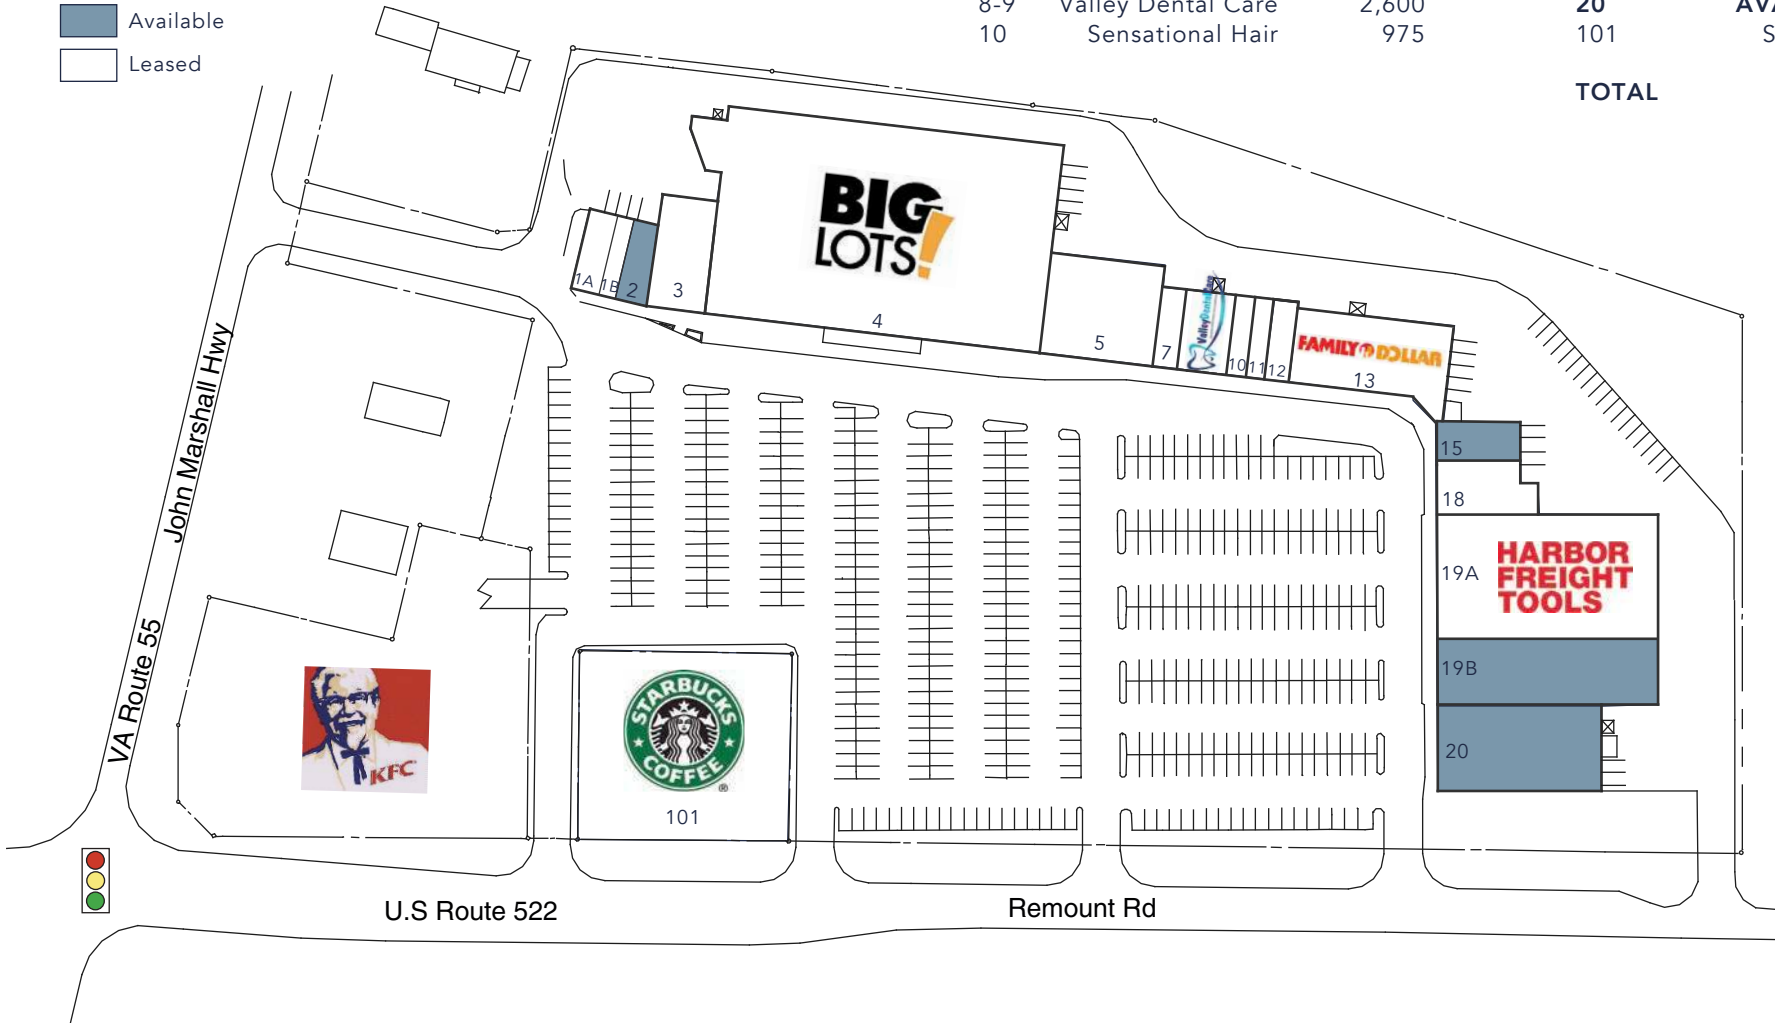 Available
Leased
8-9 Valley Dental Care 2,600 20
10 Sensational Hair 975 101
TOTAL
John Marshall Hwy
VA Route 55
1A
1B
2
3
BIG
LOTS!
4
5
7
ValleyDentalCare
10
11
12
FAMILY DOLLAR
13
15
18
19A
HARBOR
FREIGHT
TOOLS
19B
20
KFC
STARBUCKS
COFFEE
®
101
U.S Route 522
Remount Rd